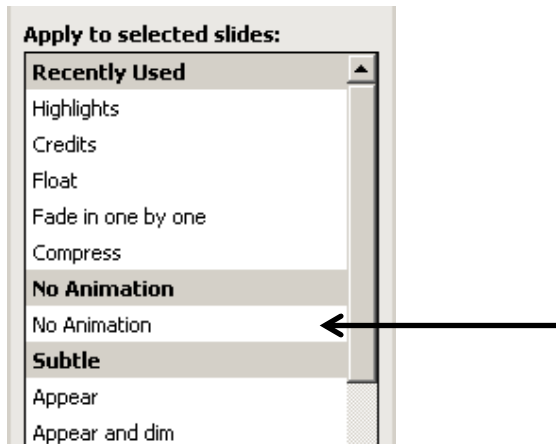 Apply to selected slides:
Recently Used
Highlights
Credits
Float
Fade in one by one
Compress
No Animation
No Animation
Subtle
Appear
Appear and dim